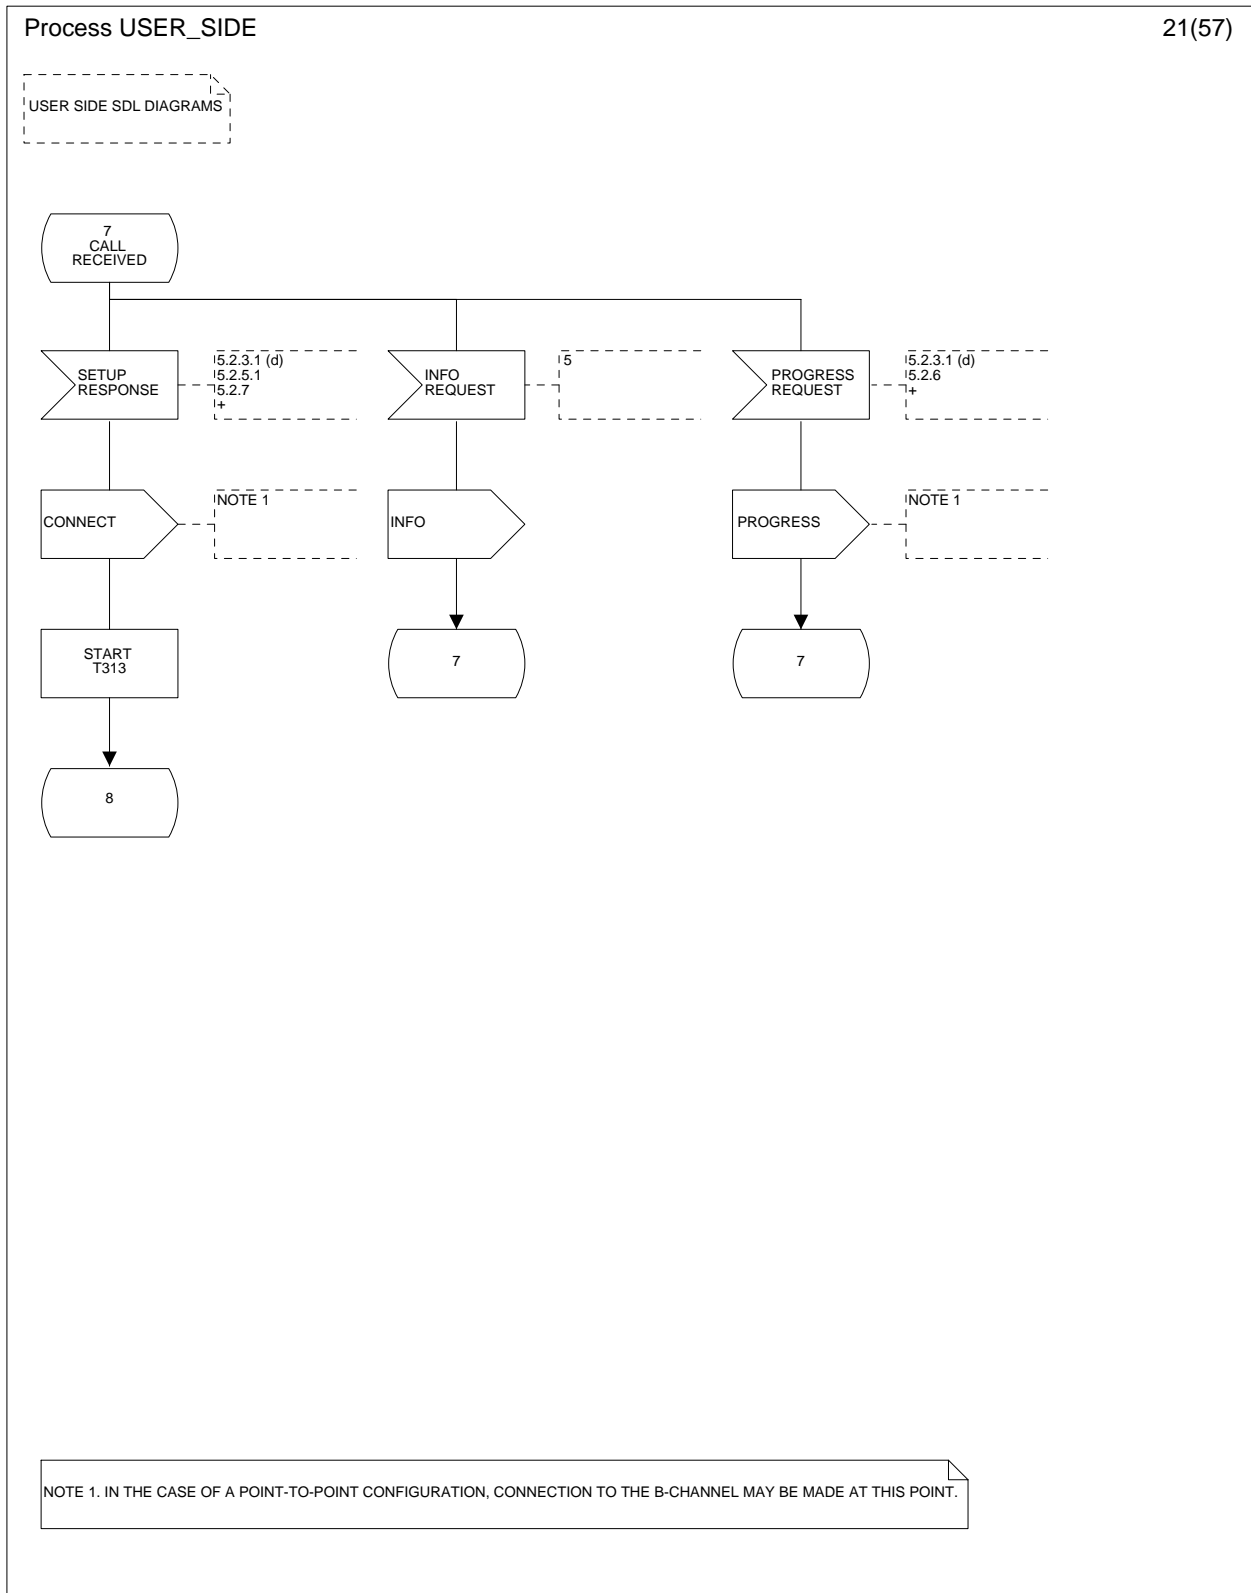 Process USER_SIDE
21(57)
USER SIDE SDL DIAGRAMS
7
CALL
RECEIVED
SETUP
RESPONSE
5.2.3.1 (d)
5.2.5.1
5.2.7
+
INFO
REQUEST
5
PROGRESS
REQUEST
5.2.3.1 (d)
5.2.6
+
CONNECT
NOTE 1
INFO
PROGRESS
NOTE 1
START
T313
7
7
8
NOTE 1. IN THE CASE OF A POINT-TO-POINT CONFIGURATION, CONNECTION TO THE B-CHANNEL MAY BE MADE AT THIS POINT.